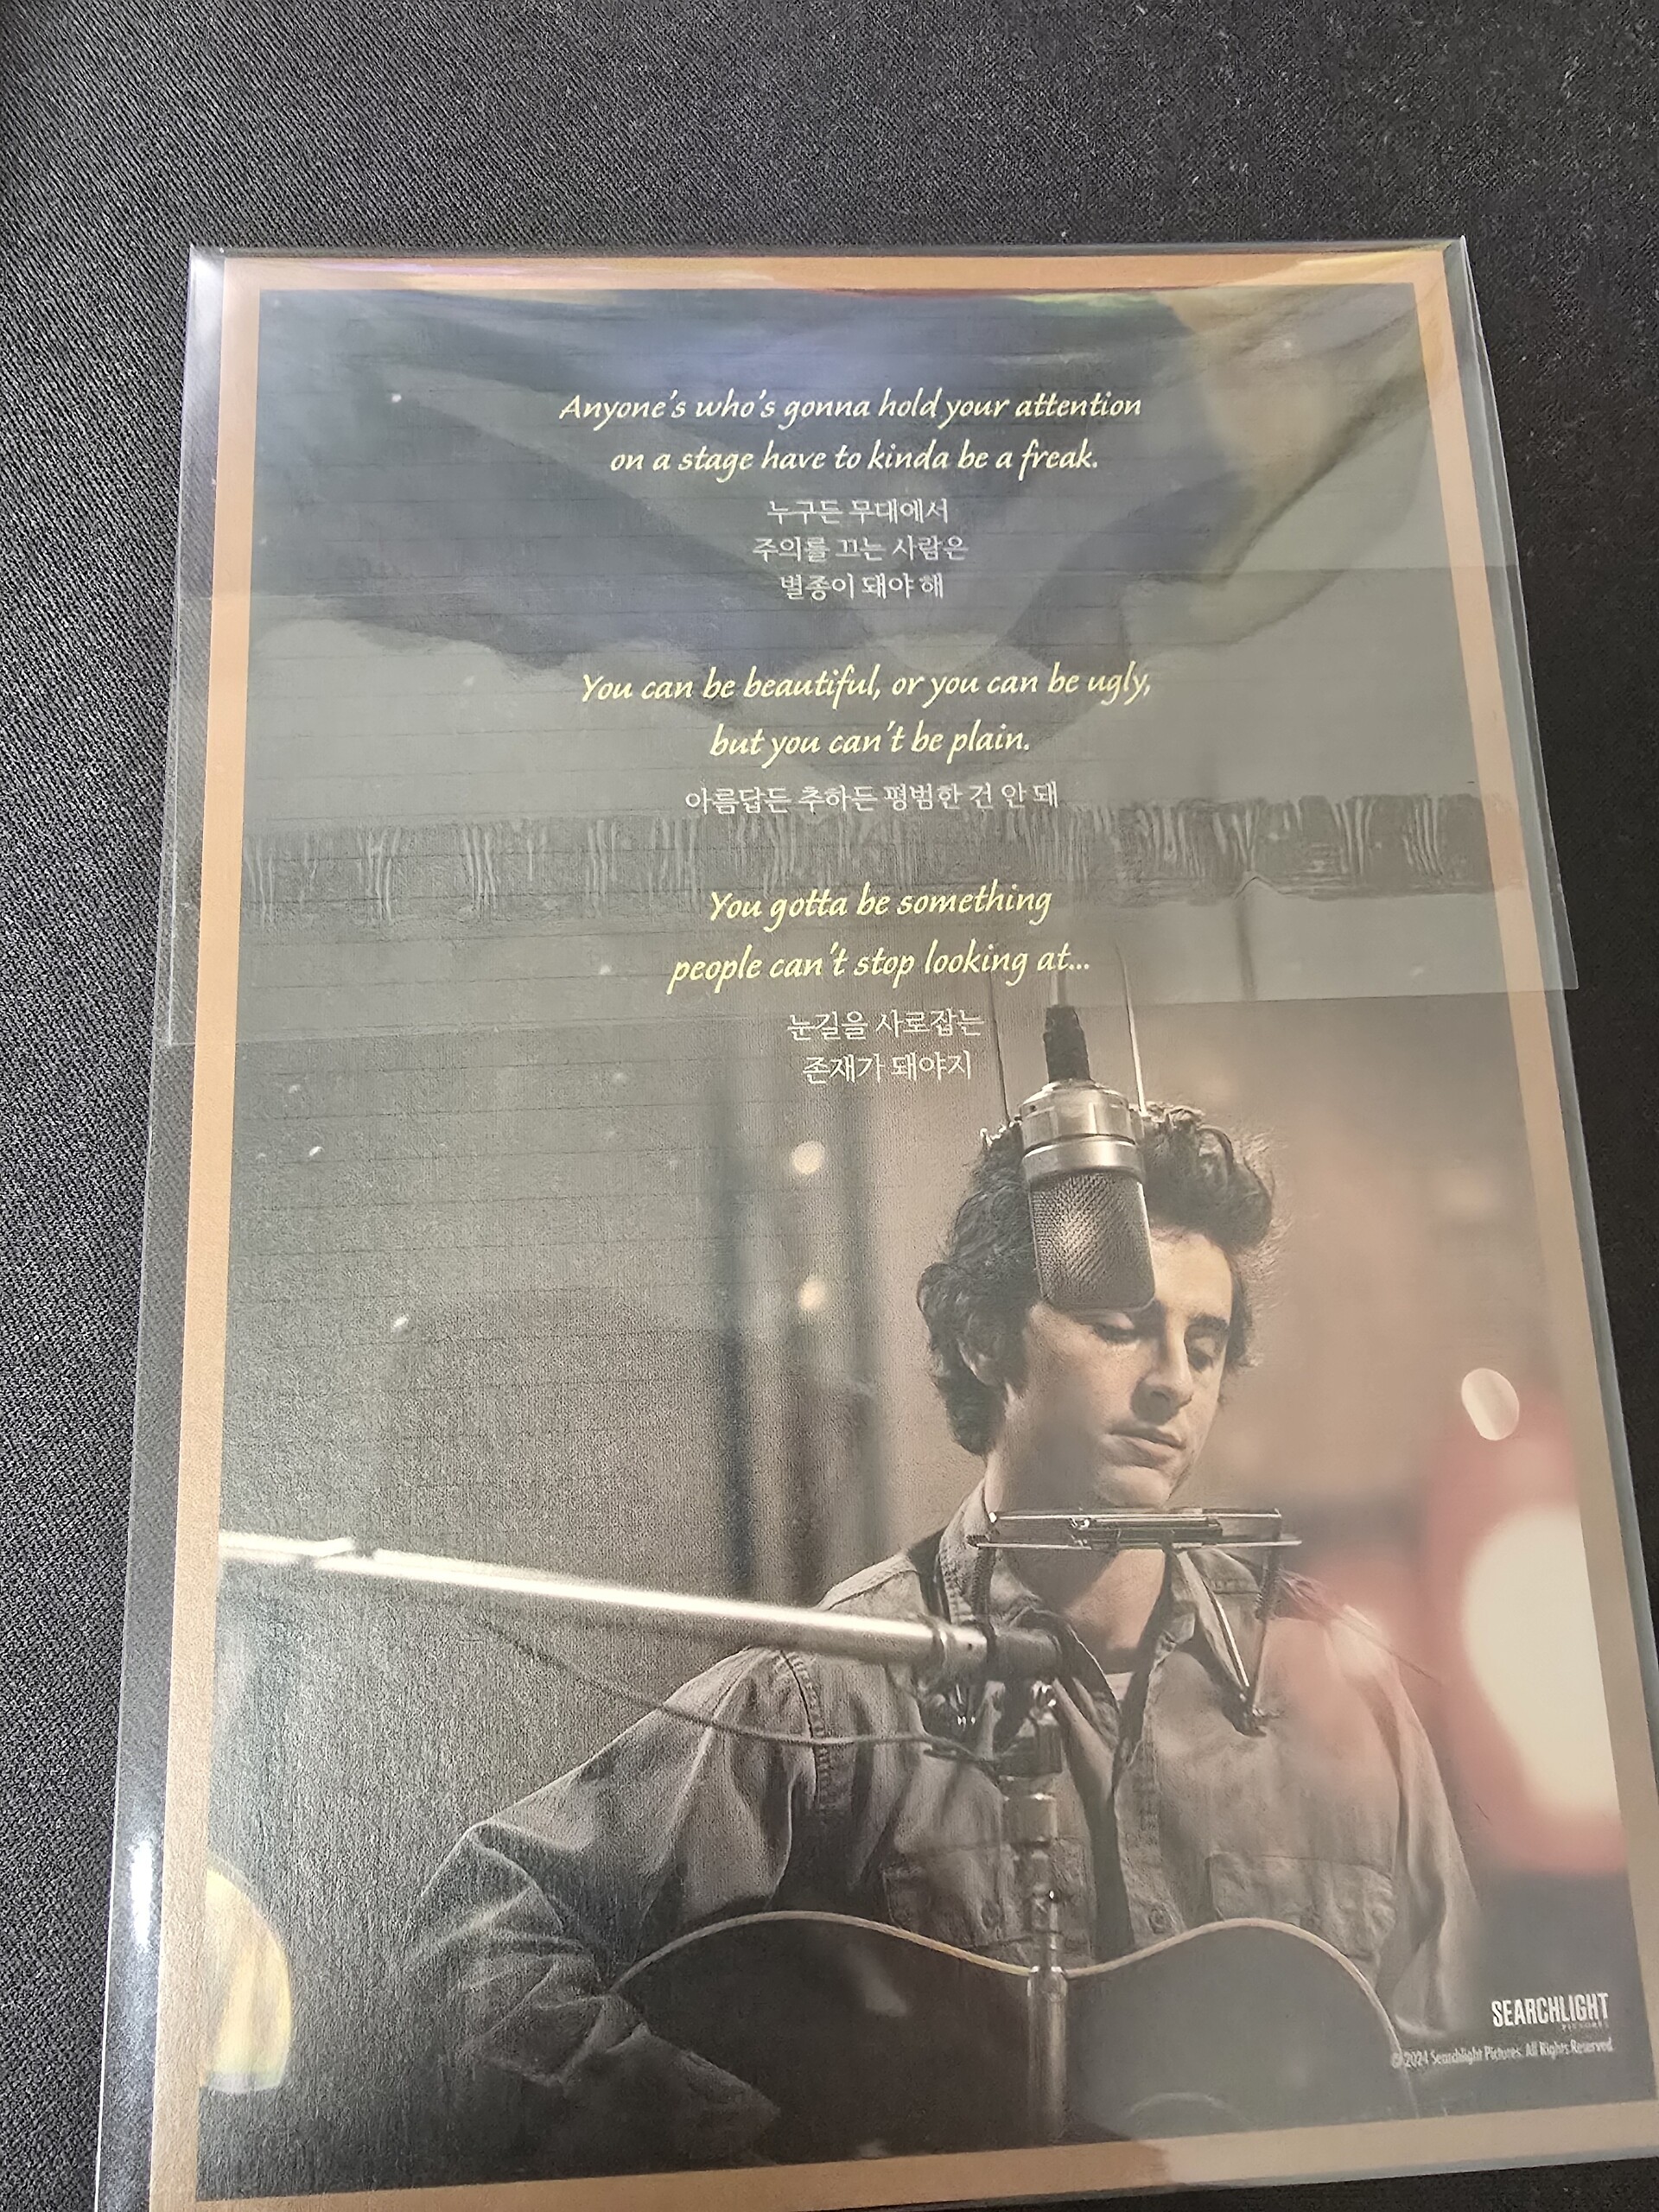 Anyone's who's gonna hold your attention
on a stage have to kinda be a freak.
누구든 무대에서
주의를 끄는 사람은
별종이 돼야 해
You can be beautiful, or you can be ugly,
but you can't be plain.
아름답든 추하든 평범한 건 안 돼
You gotta be something
people can't stop looking at...
눈길을 사로잡는
존재가 돼야지
SEARCHLIGHT
PICTURES
© 2024 Searchlight Pictures. All Rights Reserved.